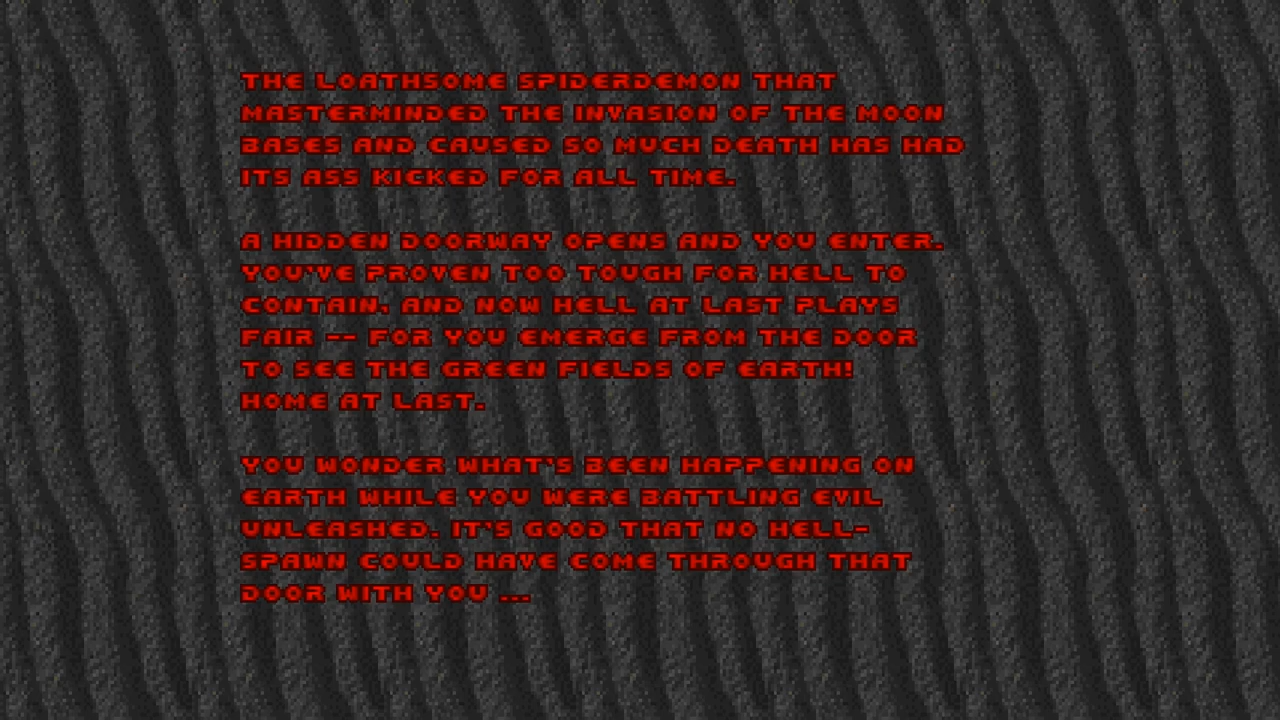 THE LOATHSOME SPIDERDEMON THAT
MASTERMINDED THE INVASION OF THE MOON
BASES AND CAUSED SO MUCH DEATH HAS HAD
ITS ASS KICKED FOR ALL TIME.
A HIDDEN DOORWAY OPENS AND YOU ENTER.
YOU'VE PROVEN TOO TOUGH FOR HELL TO
CONTAIN, AND NOW HELL AT LAST PLAYS
FAIR -- FOR YOU EMERGE FROM THE DOOR
TO SEE THE GREEN FIELDS OF EARTH!
HOME AT LAST.
YOU WONDER WHAT'S BEEN HAPPENING ON
EARTH WHILE YOU WERE BATTLING EVIL
UNLEASHED. IT'S GOOD THAT NO HELL-
SPAWN COULD HAVE COME THROUGH THAT
DOOR WITH YOU ...